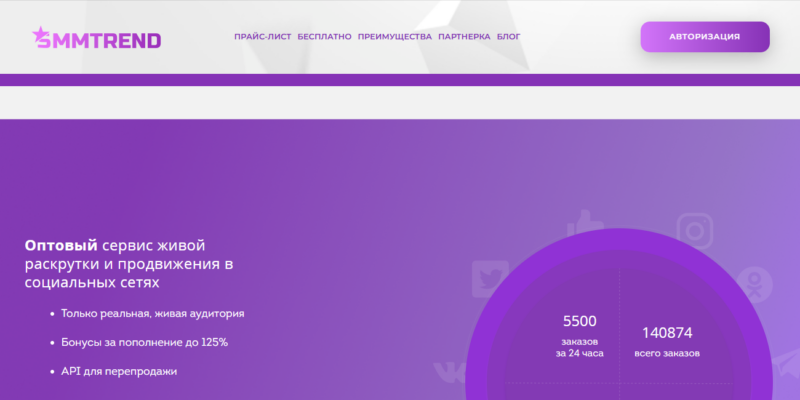 SMMTREND
ПРАЙС-ЛИСТ БЕСПЛАТНО ПРЕИМУЩЕСТВА ПАРТНЕРКА БЛОГ
АВТОРИЗАЦИЯ
Оптовый сервис живой
раскрутки и продвижения в
социальных сетях
Только реальная, живая аудитория
Бонусы за пополнение до 125%
API для перепродажи
5500
заказов
за 24 часа
140874
всего заказов